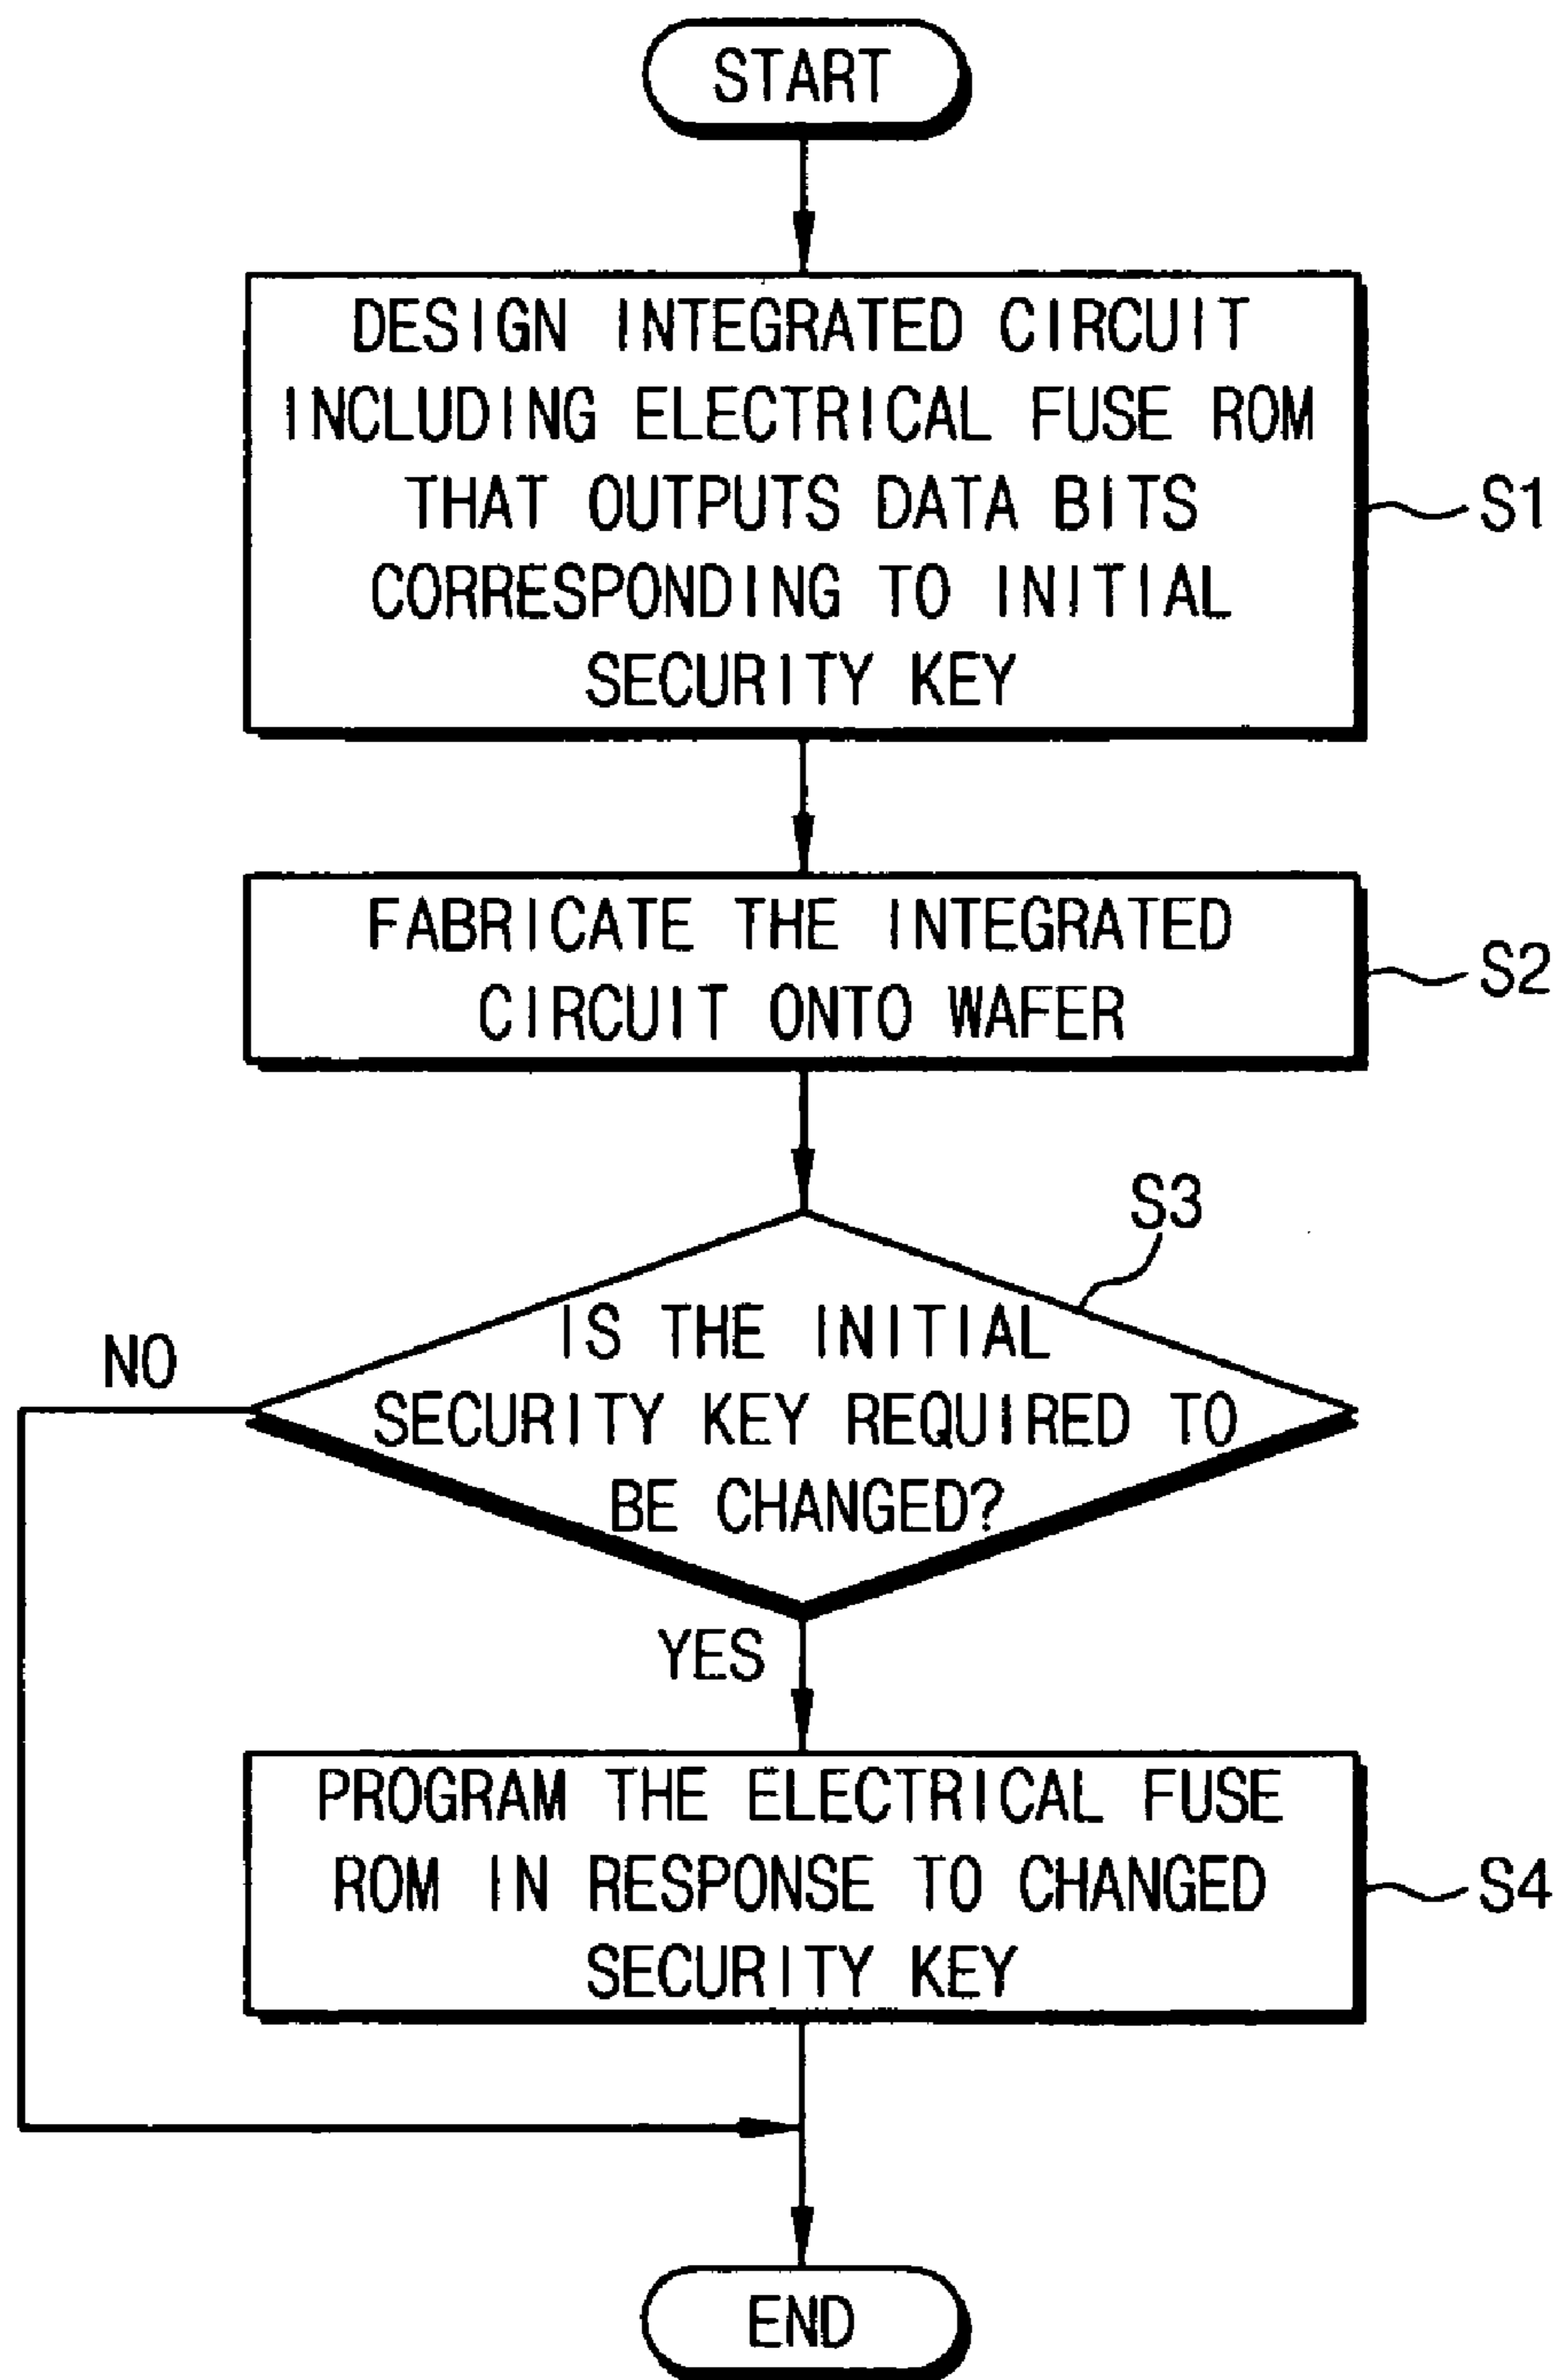 START
DESIGN INTEGRATED CIRCUIT
INCLUDING ELECTRICAL FUSE ROM
THAT OUTPUTS DATA BITS
CORRESPONDING TO INITIAL
SECURITY KEY
S1
FABRICATE THE INTEGRATED
CIRCUIT ONTO WAFER
S2
S3
IS THE INITIAL
SECURITY KEY REQUIRED TO
BE CHANGED?
NO
YES
PROGRAM THE ELECTRICAL FUSE
ROM IN RESPONSE TO CHANGED
SECURITY KEY
S4
END